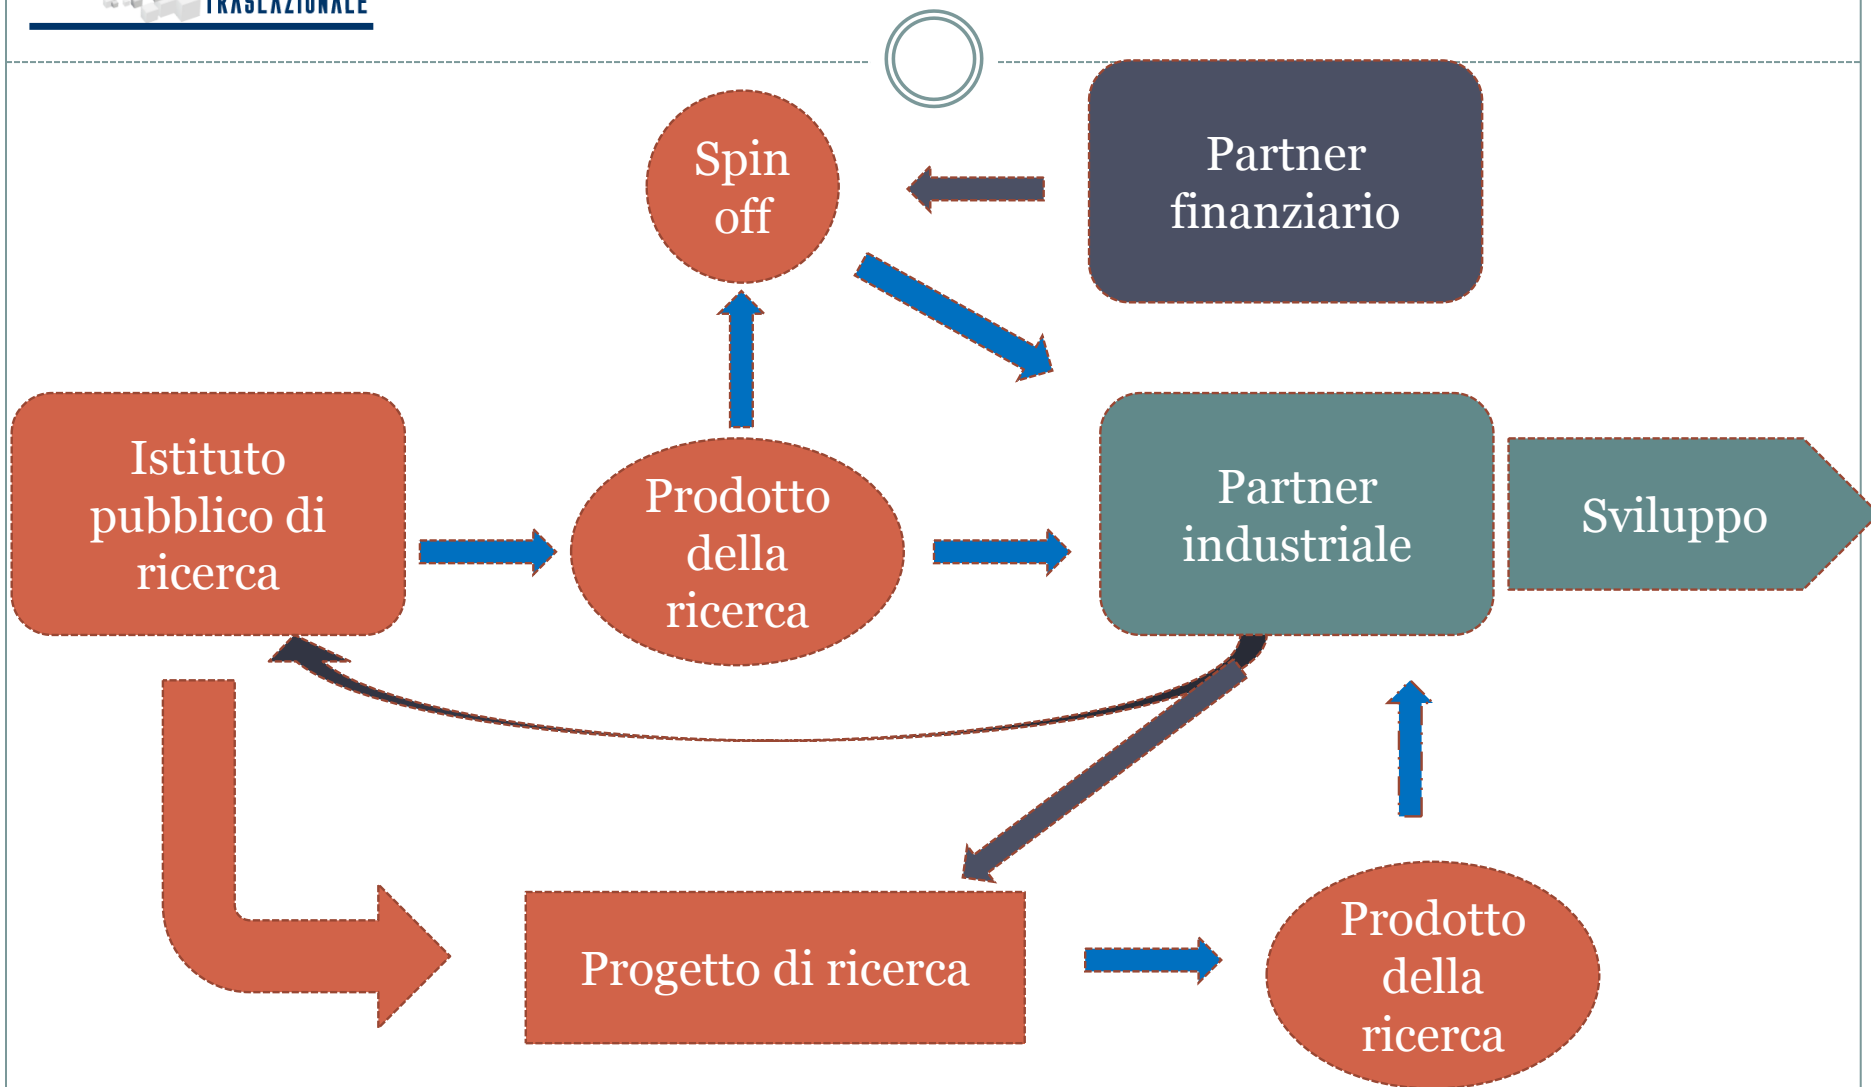 TRASLAZIONALE
Spin
off
Partner
finanziario
Istituto
pubblico di
ricerca
Prodotto
della
ricerca
Partner
industriale
Sviluppo
Progetto di ricerca
Prodotto
della
ricerca